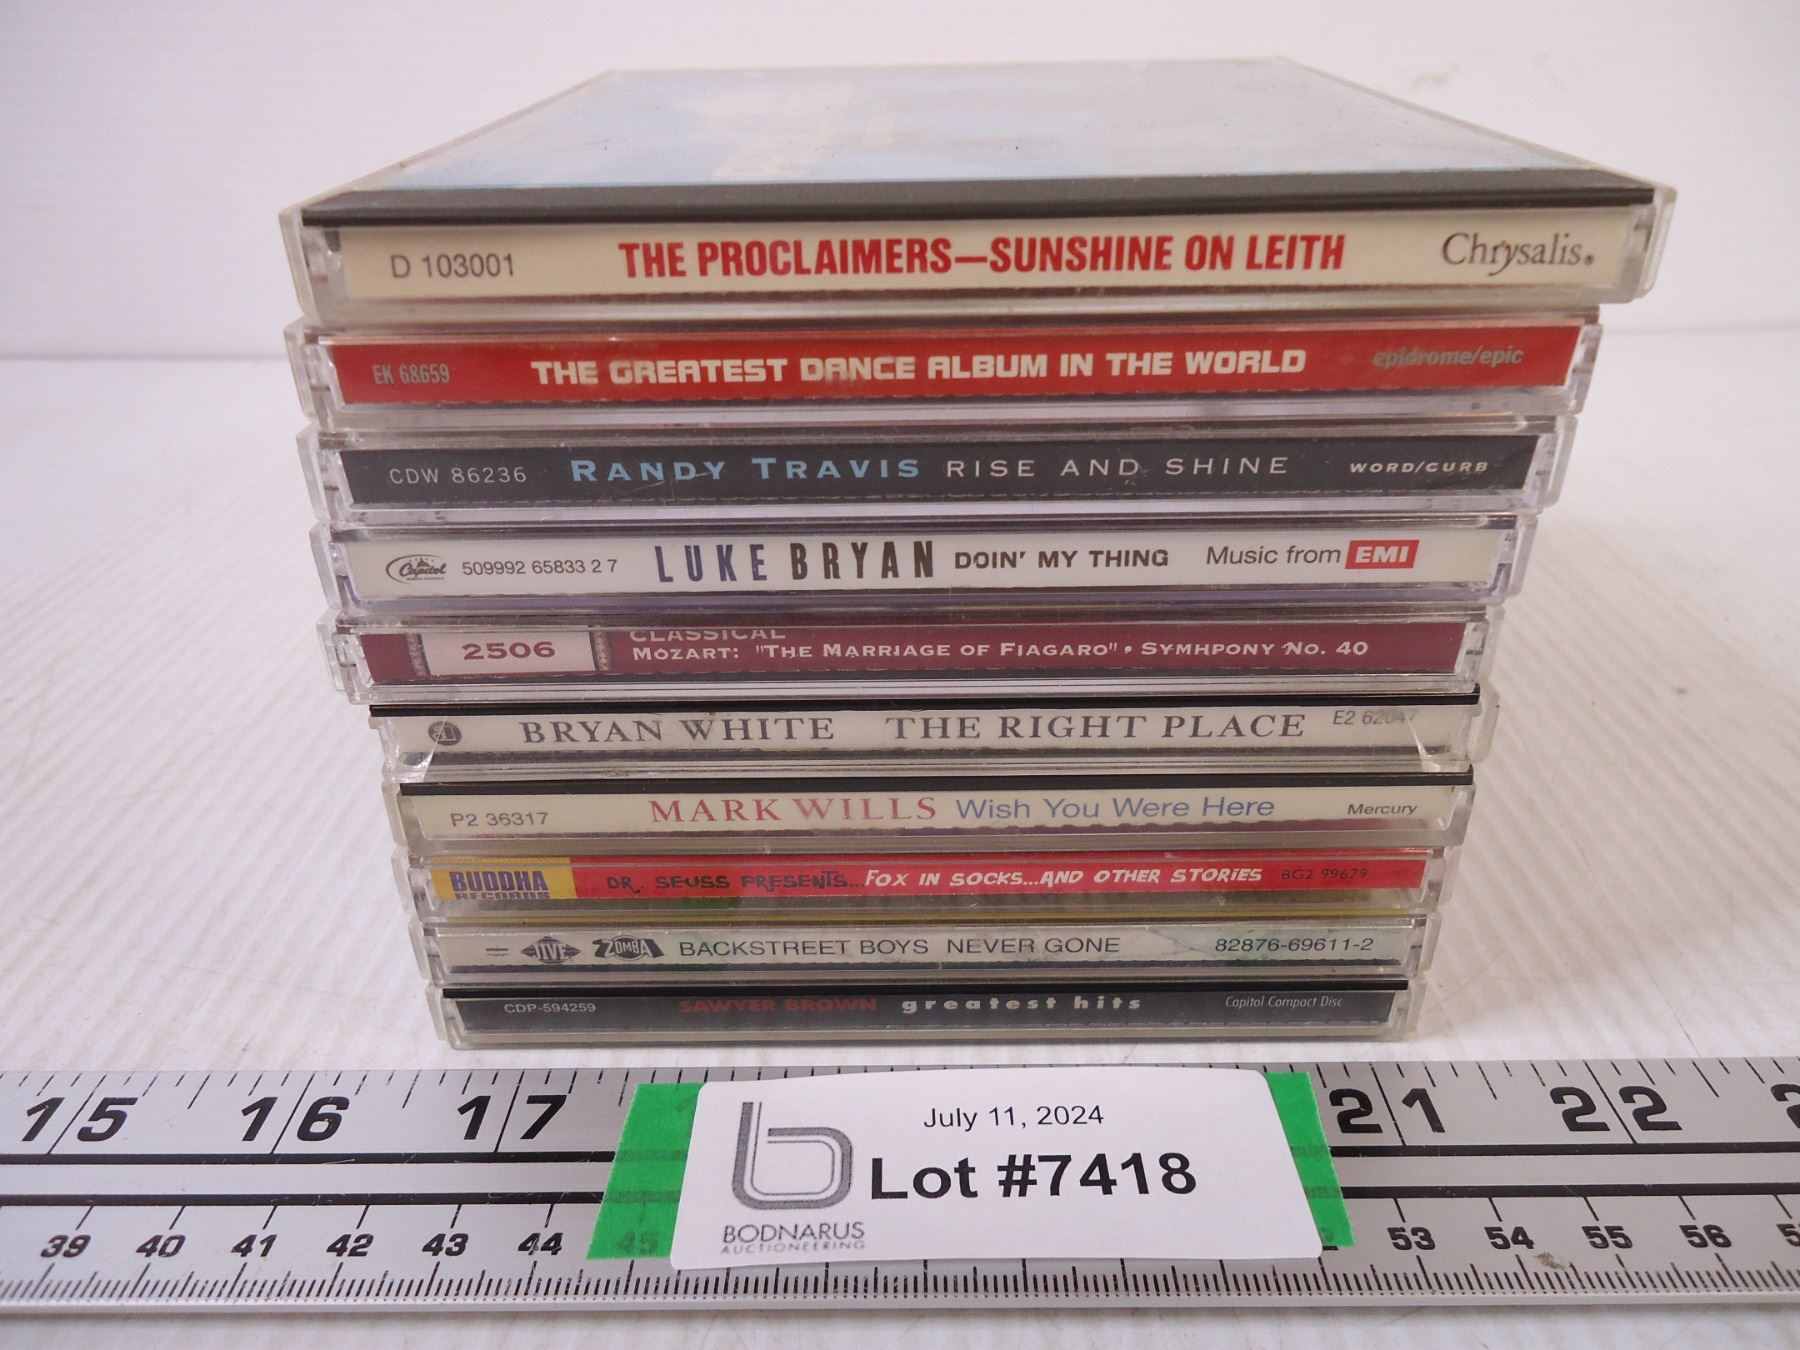 D 103001 THE PROCLAIMERS—SUNSHINE ON LEITH Chrysalis®
EK 68659 THE GREATEST DANCE ALBUM IN THE WORLD epidrome/epic
CDW 86236 RANDY TRAVIS RISE AND SHINE WORD/CURB
Capitol 509992 65833 2 7 LUKE BRYAN DOIN' MY THING Music from EMI
CLASSICAL
2506 MOZART: "THE MARRIAGE OF FIAGARO" • SYMHPONY NO. 40
BRYAN WHITE THE RIGHT PLACE E2 62047
P2 36317 MARK WILLS Wish You Were Here Mercury
BUDDHA RECORDS DR. SEUSS PRESENTS...FOX IN SOCKS...AND OTHER STORIES BG2 99679
JIVE ZOMBA BACKSTREET BOYS NEVER GONE 82876-69611-2
CDP-594259 SAWYER BROWN greatest hits Capitol Compact Disc
15 16 17 21 22
July 11, 2024
Lot #7418
BODNARUS
AUCTIONEERING
39 40 41 42 43 44 45 53 54 55 56